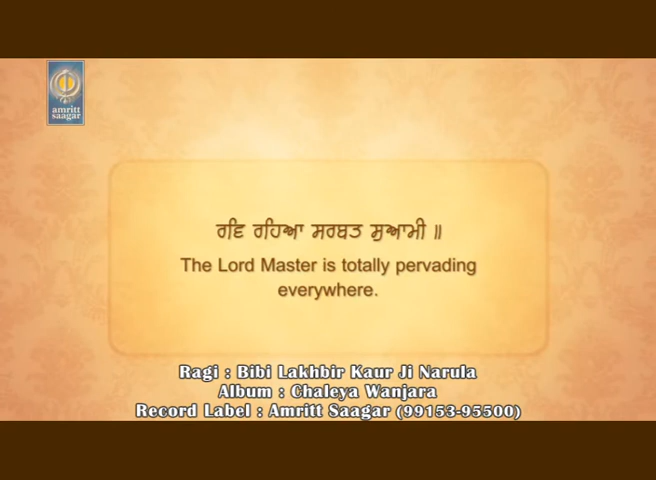 amritt
saagar
ਰਵਿ ਰਹਿਆ ਸਰਬਤ ਸੁਆਮੀ ॥
The Lord Master is totally pervading
everywhere.
Ragi : Bibi Lakhbir Kaur Ji Narula
Album : Chaleya Wanjara
Record Label : Amritt Saagar (99153-95500)